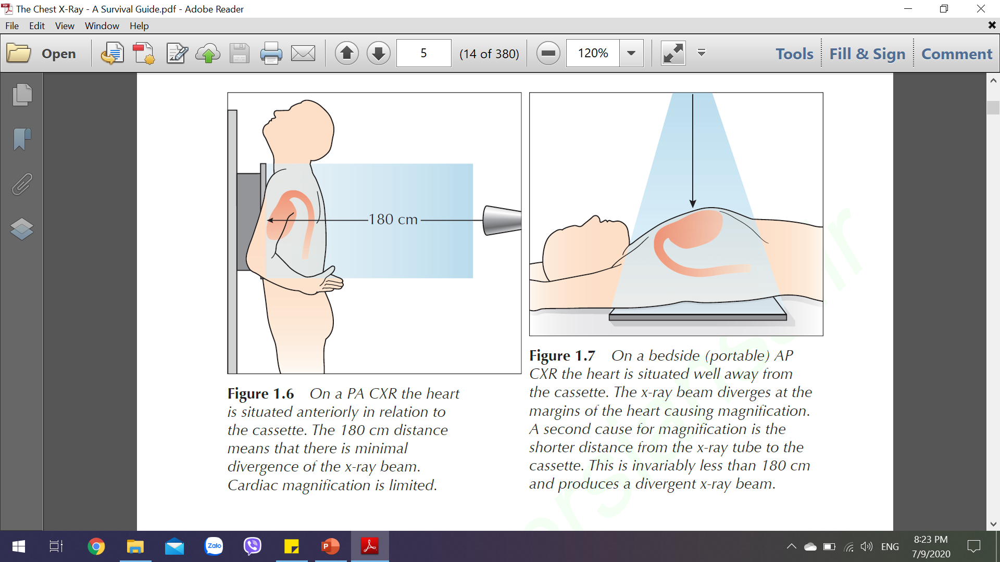 The Chest X-Ray - A Survival Guide.pdf - Adobe Reader
File Edit View Window Help
Open 5 (14 of 380) 120% Tools Fill & Sign Comment
180 cm
Figure 1.6 On a PA CXR the heart
is situated anteriorly in relation to
the cassette. The 180 cm distance
means that there is minimal
divergence of the x-ray beam.
Cardiac magnification is limited.
Figure 1.7 On a bedside (portable) AP
CXR the heart is situated well away from
the cassette. The x-ray beam diverges at the
margins of the heart causing magnification.
A second cause for magnification is the
shorter distance from the x-ray tube to the
cassette. This is invariably less than 180 cm
and produces a divergent x-ray beam.
Zalo
P
ENG
8:23 PM
7/9/2020